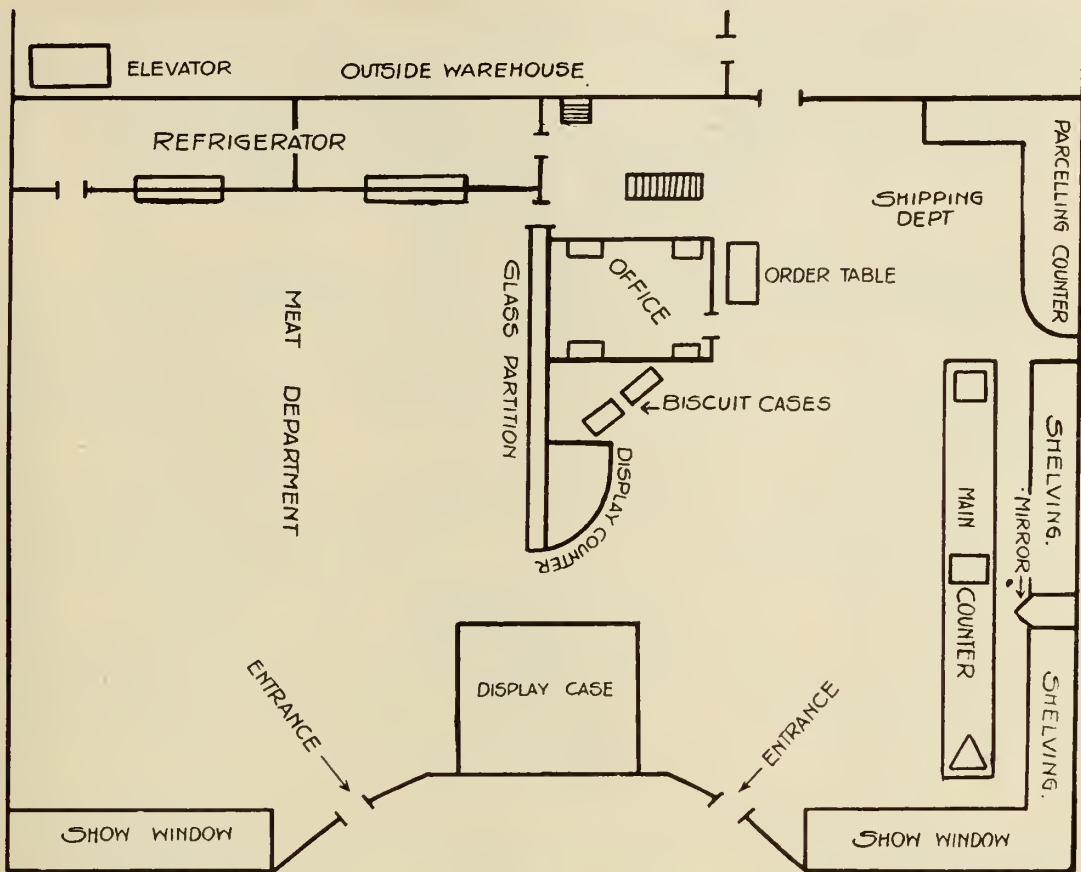 ELEVATOR
OUTSIDE WAREHOUSE
REFRIGERATOR
PARCELLING COUNTER
SHIPPING
DEPT
OFFICE
ORDER TABLE
GLASS PARTITION
MEAT DEPARTMENT
BISCUIT CASES
DISPLAY COUNTER
MAIN COUNTER
SHELVING.
MIRROR
SHELVING.
ENTRANCE
DISPLAY CASE
ENTRANCE
SHOW WINDOW
SHOW WINDOW